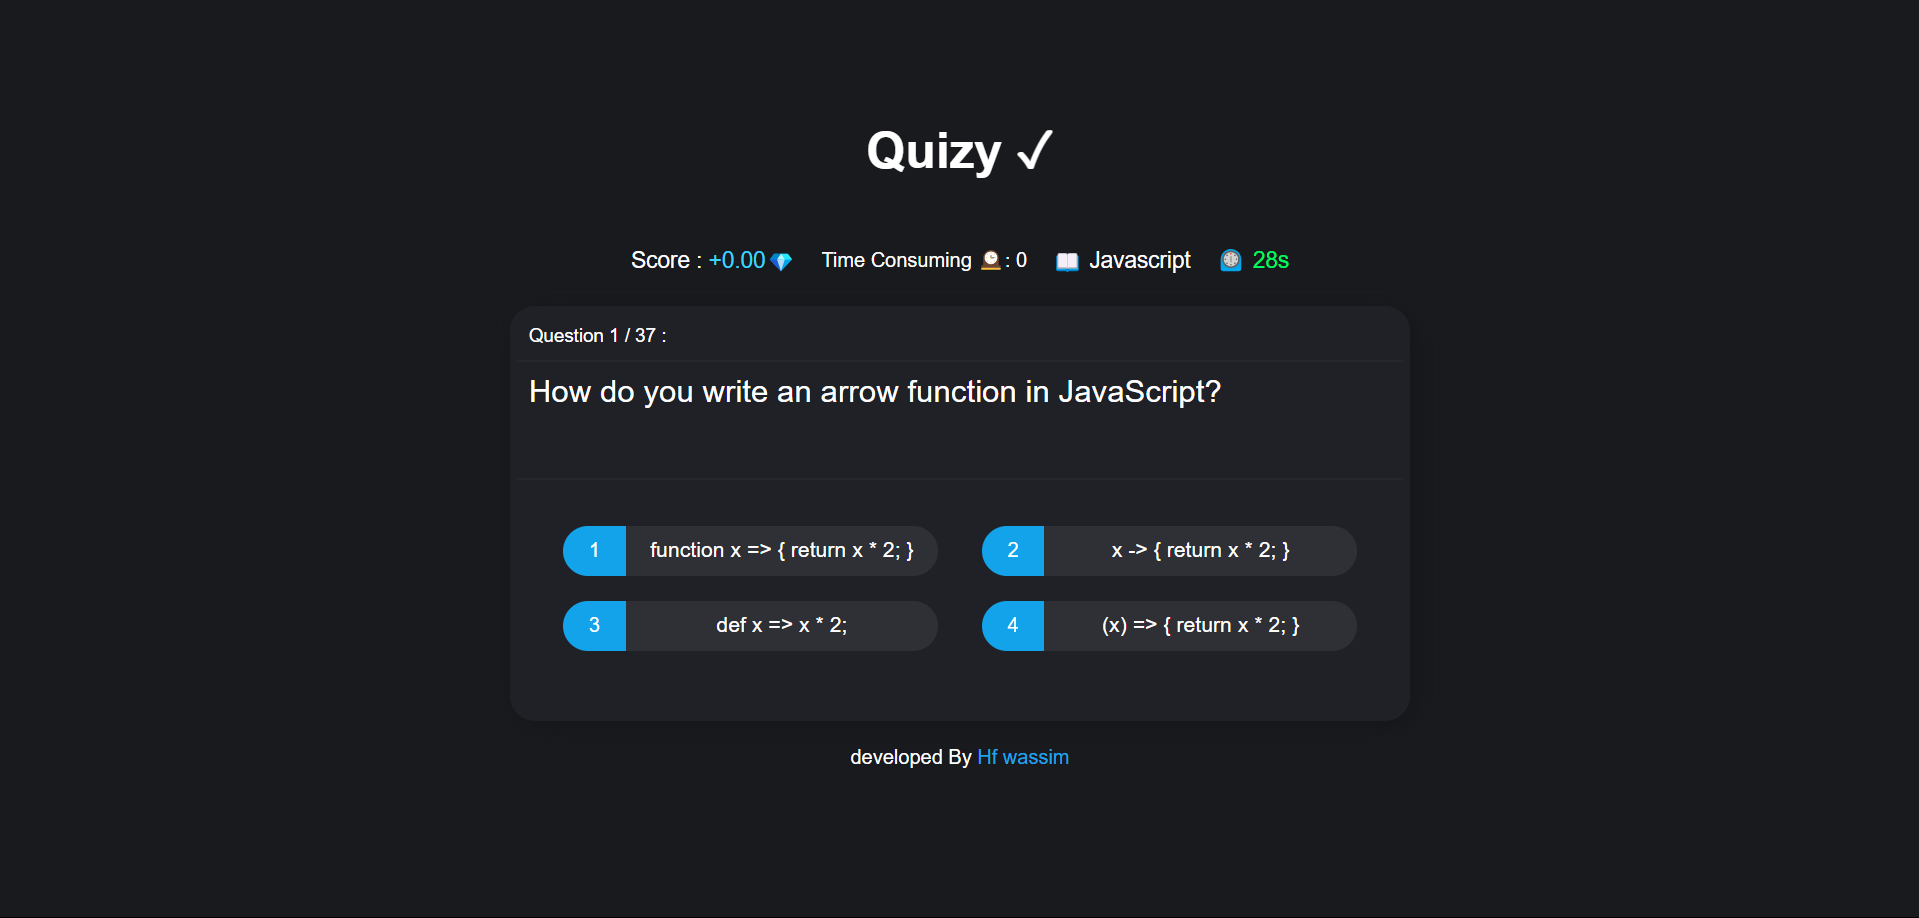 Quizy ✓
Score : +0.00💎 Time Consuming 🕰️: 0 📖 Javascript ⏲️ 28s
Question 1 / 37 :
How do you write an arrow function in JavaScript?
1 function x => { return x * 2; }
2 x -> { return x * 2; }
3 def x => x * 2;
4 (x) => { return x * 2; }
developed By Hf wassim